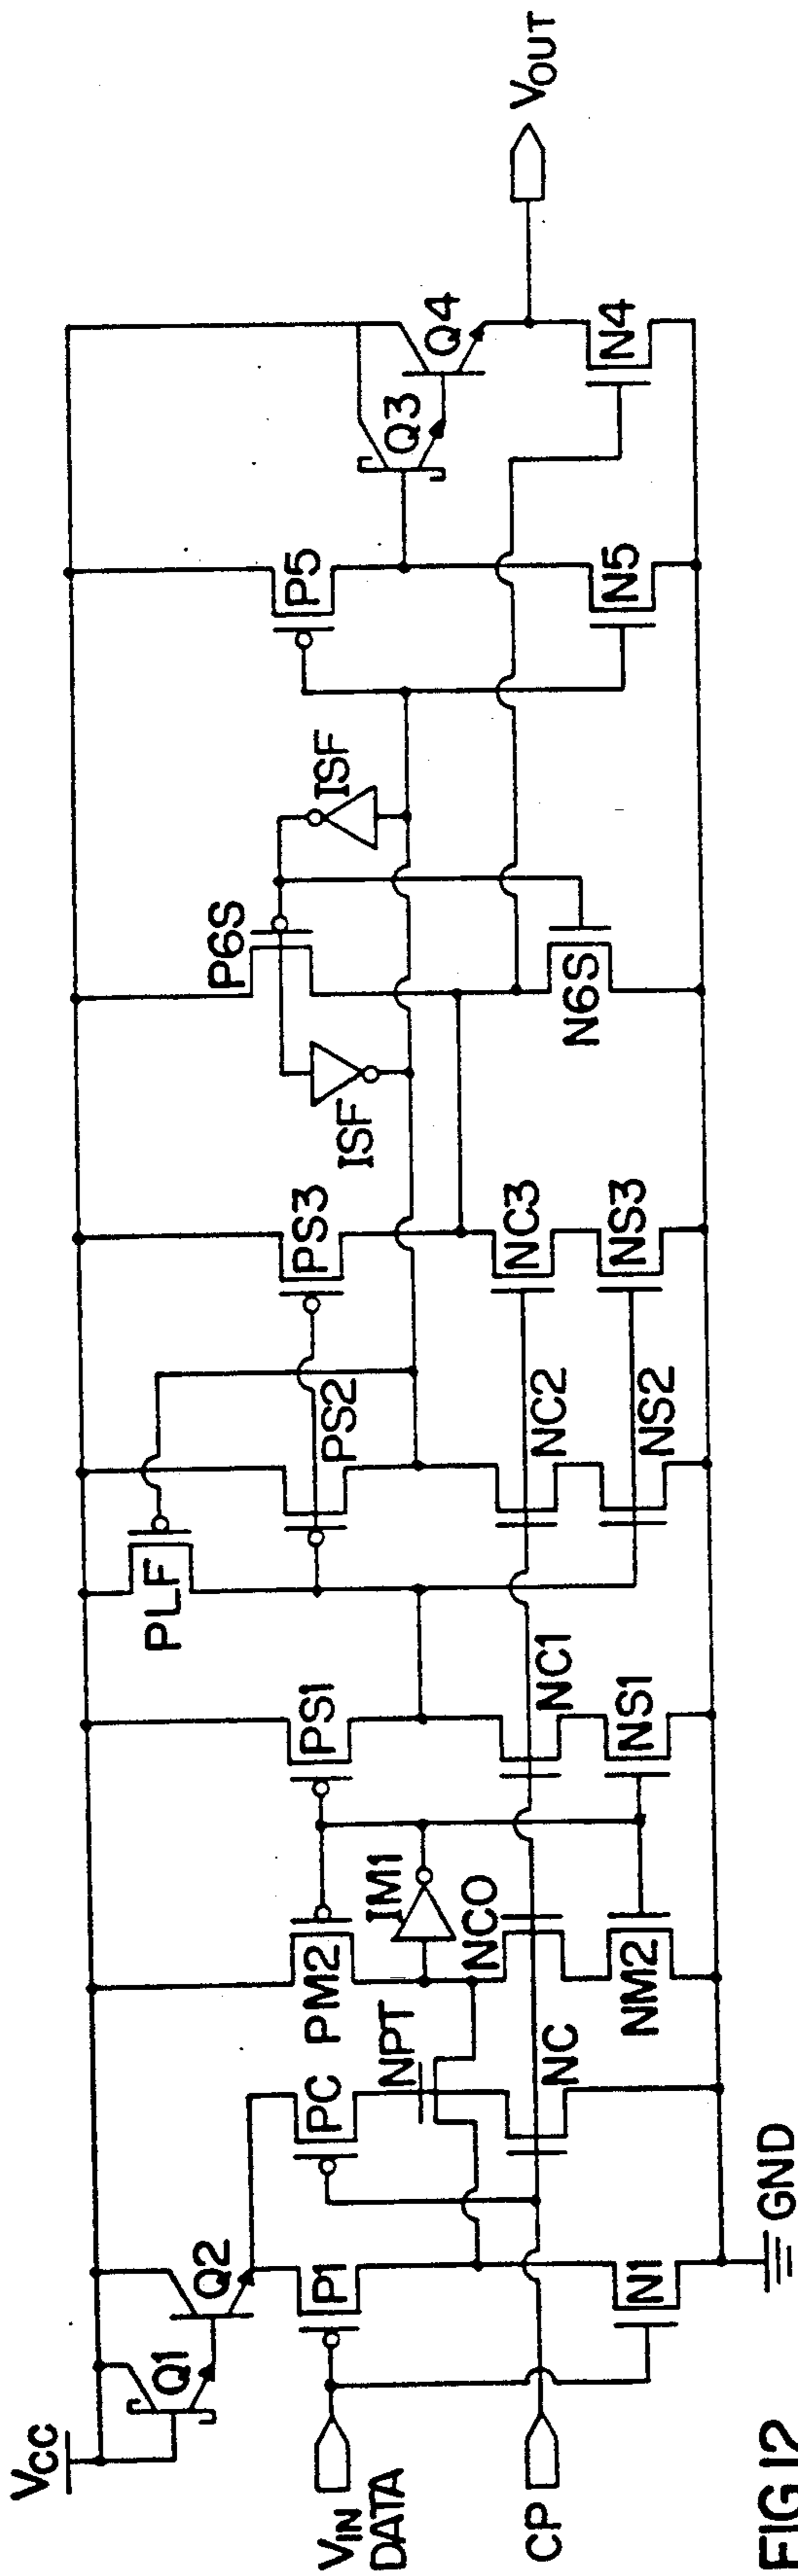 VCC
Q1
Q2
VIN
DATA
CP
P1
N1
GND
PC
NPT
NC
PM2
IM1
NCO
NM2
PS1
NC1
NS1
PLF
PS2
NC2
NS2
PS3
NC3
NS3
ISF
P6S
ISF
N6S
P5
N5
Q3
Q4
N4
VOUT
FIG 12